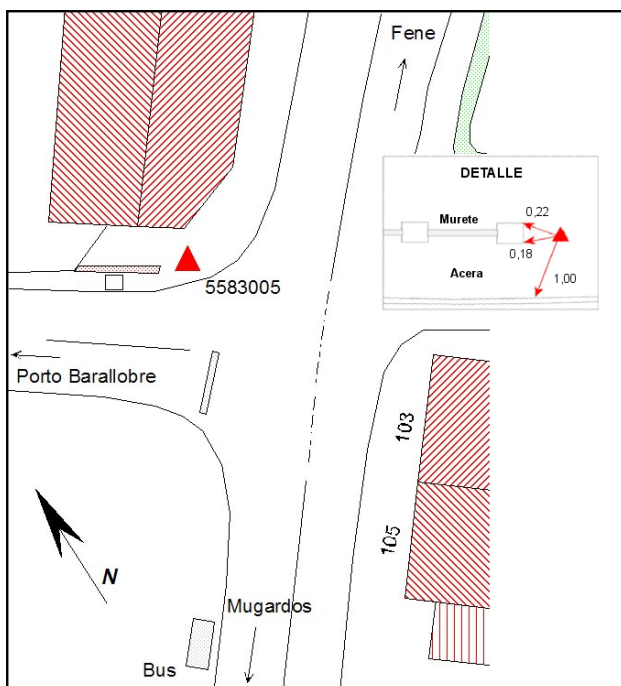 Fene
DETALLE
0,22
Murete
0,18
Acera
1,00
5583005
Porto Barallobre
103
105
N
Mugardos
Bus